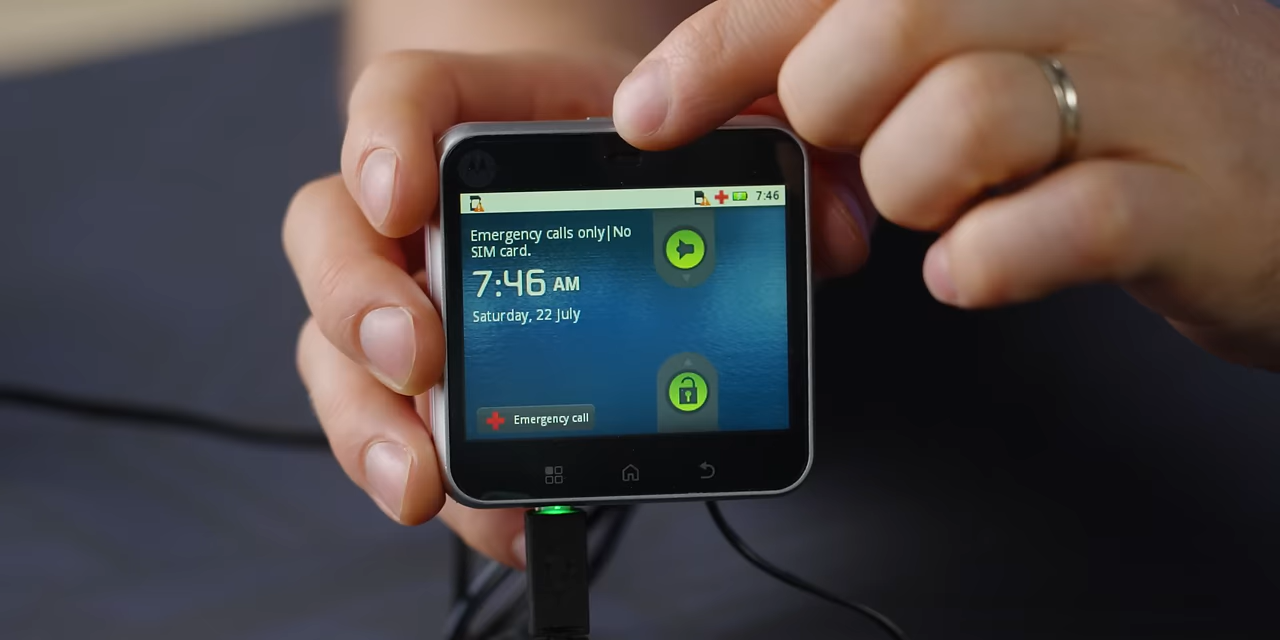 7:46
Emergency calls only|No
SIM card.
7:46 AM
Saturday, 22 July
Emergency call